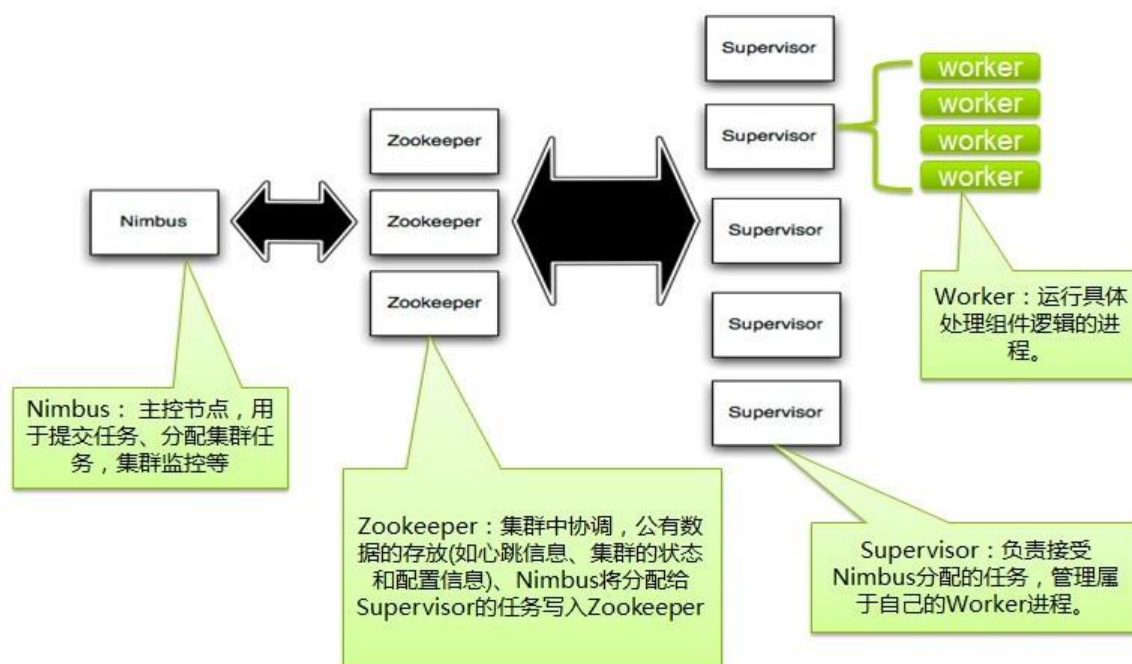 Supervisor
worker
worker
worker
worker
Zookeeper
Supervisor
Nimbus
Zookeeper
Supervisor
Zookeeper
Supervisor
Supervisor
Worker：运行具体
处理组件逻辑的进
程。
Nimbus： 主控节点，用
于提交任务、分配集群任
务，集群监控等
Zookeeper：集群中协调，公有数
据的存放(如心跳信息、集群的状态
和配置信息)、Nimbus将分配给
Supervisor的任务写入Zookeeper
Supervisor：负责接受
Nimbus分配的任务，管理属
于自己的Worker进程。